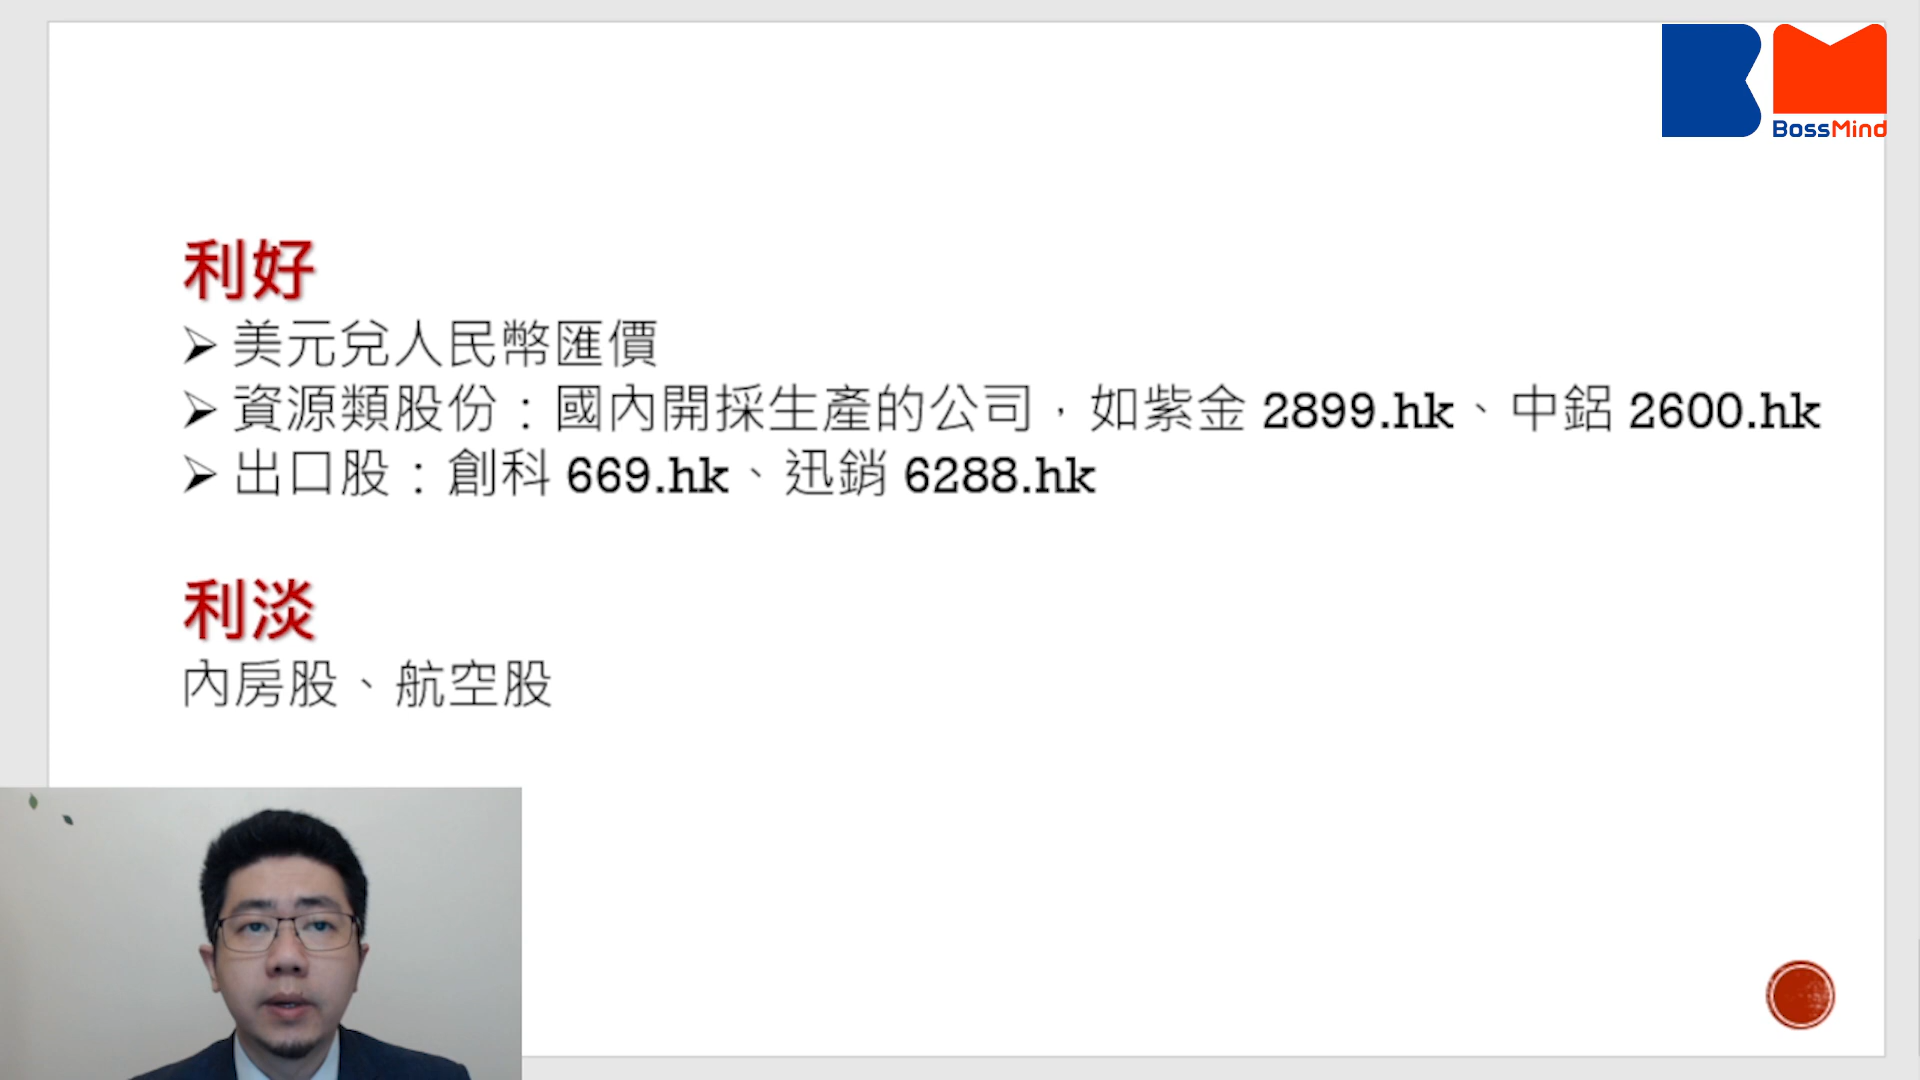 BossMind
利好
➢ 美元兌人民幣匯價
➢ 資源類股份：國內開採生產的公司，如紫金 2899.hk、中鋁 2600.hk
➢ 出口股：創科 669.hk、迅銷 6288.hk
利淡
內房股、航空股